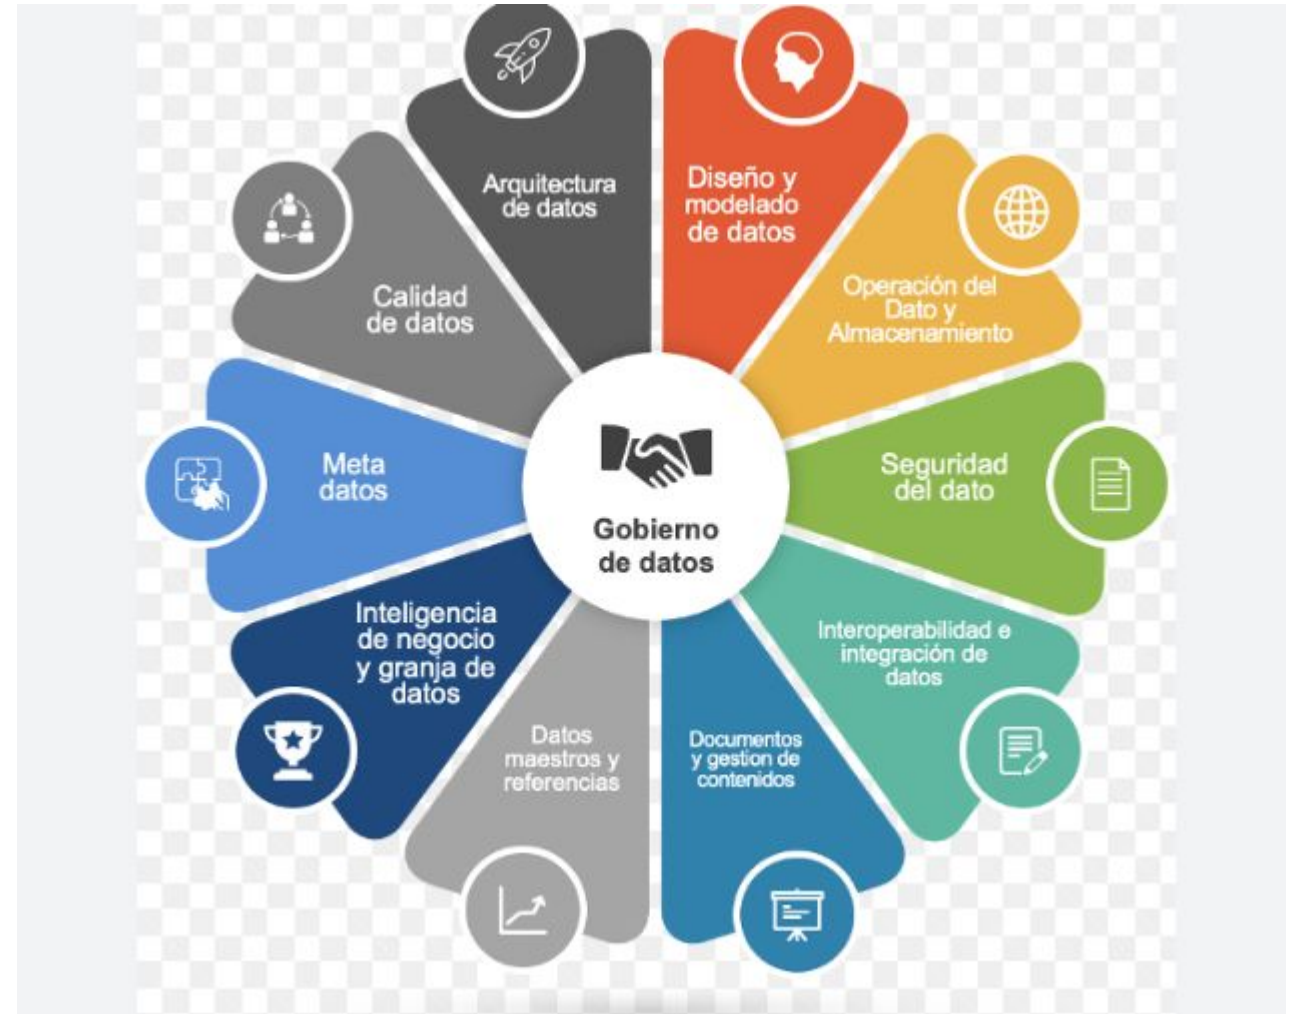 Arquitectura
de datos
Diseño y
modelado
de datos
Operación del
Dato y
Almacenamiento
Seguridad
del dato
Interoperabilidad e
integración de
datos
Documentos
y gestion de
contenidos
Datos
maestros y
referencias
Inteligencia
de negocio
y granja de
datos
Meta
datos
Calidad
de datos
Gobierno
de datos